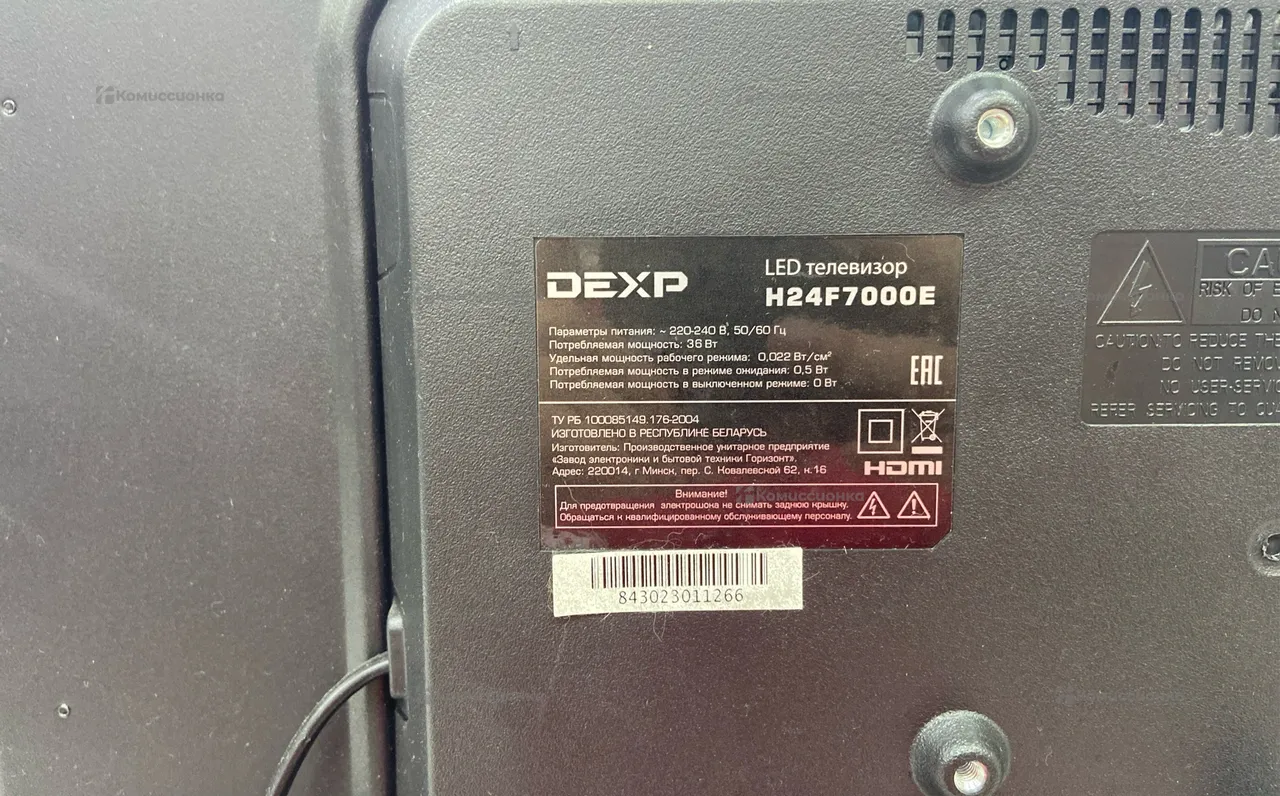 Комиссионка
DEXP
LED телевизор
H24F7000E
Параметры питания: ~ 220-240 В, 50/60 Гц
Потребляемая мощность: 36 Вт
Удельная мощность рабочего режима: 0,022 Вт/см²
Потребляемая мощность в режиме ожидания: 0,5 Вт
Потребляемая мощность в выключенном режиме: 0 Вт
EAC
ТУ РБ 100085149.176-2004
ИЗГОТОВЛЕНО В РЕСПУБЛИКЕ БЕЛАРУСЬ
Изготовитель: Производственное унитарное предприятие
«Завод электроники и бытовой техники Горизонт».
Адрес: 220014, г Минск, пер. С. Ковалевской 62, к.16
HDMI
Внимание!
Комиссионка
Для предотвращения электрошока не снимать заднюю крышку.
Обращаться к квалифицированному обслуживающему персоналу.
843023011266
RISK OF
DO
CAUTION: TO REDUCE THE
DO NOT
NO
REFER SERVICING TO